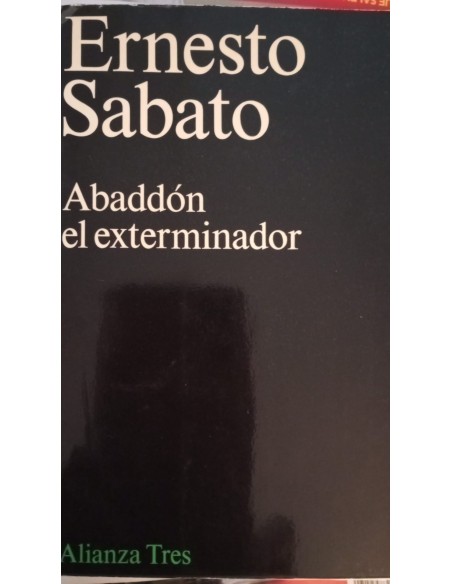 Ernesto
Sabato
Abaddón
el exterminador
Alianza Tres